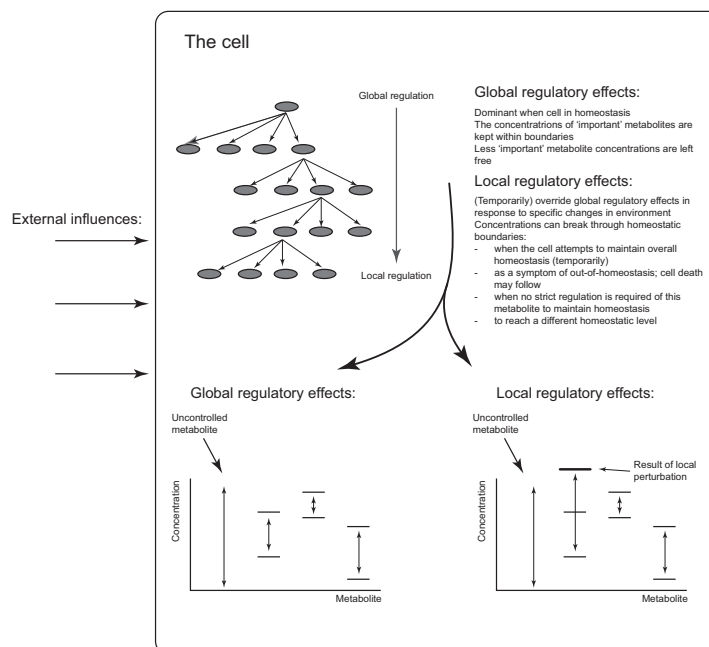 The cell
Global regulation
Local regulation
External influences:
Global regulatory effects:
Dominant when cell in homeostasis
The concentratrions of ‘important’ metabolites are
kept within boundaries
Less ‘important’ metabolite concentrations are left
free
Local regulatory effects:
(Temporarily) override global regulatory effects in
response to specific changes in environment
Concentrations can break through homeostatic
boundaries:
- when the cell attempts to maintain overall
homeostasis (temporarily)
- as a symptom of out-of-homeostasis; cell death
may follow
- when no strict regulation is required of this
metabolite to maintain homeostasis
- to reach a different homeostatic level
Global regulatory effects:
Uncontrolled
metabolite
Concentration
Metabolite
Local regulatory effects:
Uncontrolled
metabolite
Result of local
perturbation
Concentration
Metabolite